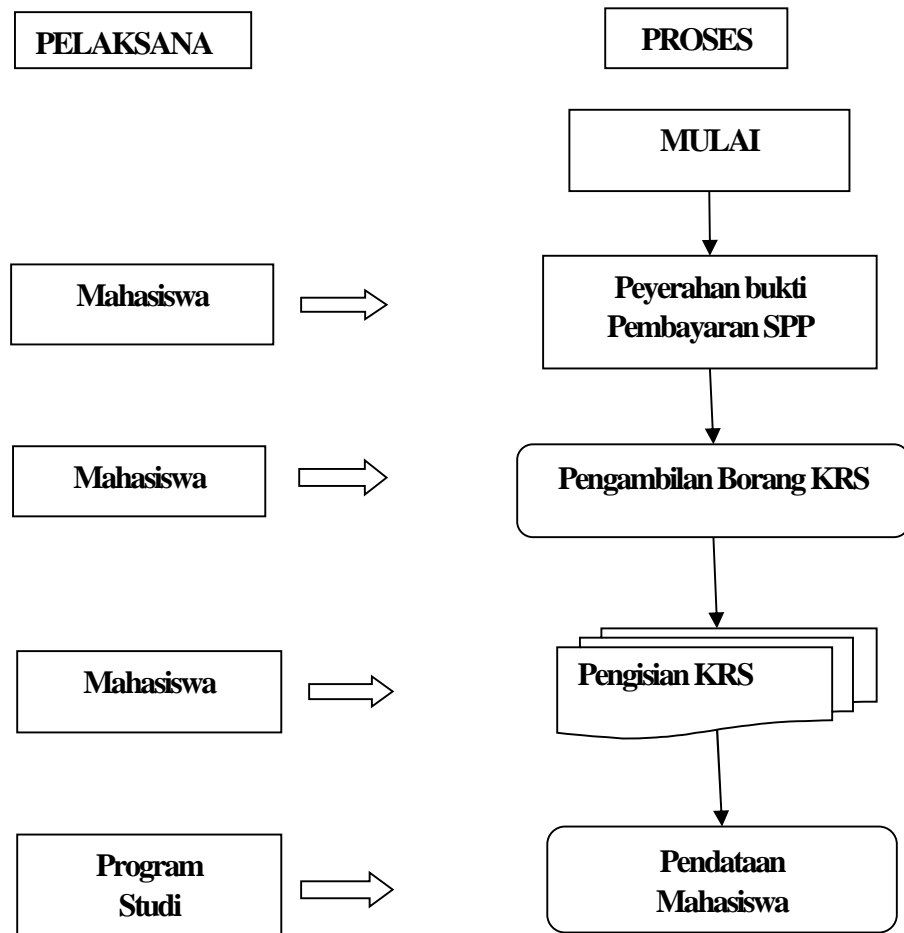 PELAKSANA
PROSES
MULAI
Mahasiswa
Peyerahan bukti
Pembayaran SPP
Mahasiswa
Pengambilan Borang KRS
Mahasiswa
Pengisian KRS
Program
Studi
Pendataan
Mahasiswa